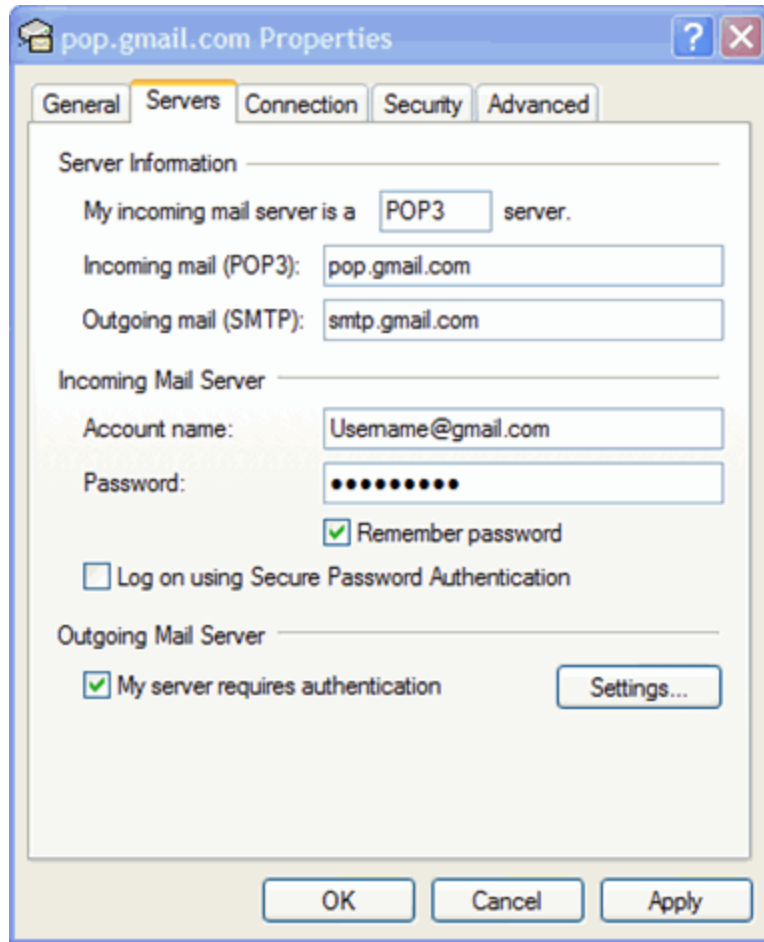 pop.gmail.com Properties
General Servers Connection Security Advanced
Server Information
My incoming mail server is a POP3 server.
Incoming mail (POP3): pop.gmail.com
Outgoing mail (SMTP): smtp.gmail.com
Incoming Mail Server
Account name: Username@gmail.com
Password: ●●●●●●●●●
Remember password
Log on using Secure Password Authentication
Outgoing Mail Server
My server requires authentication Settings...
OK Cancel Apply